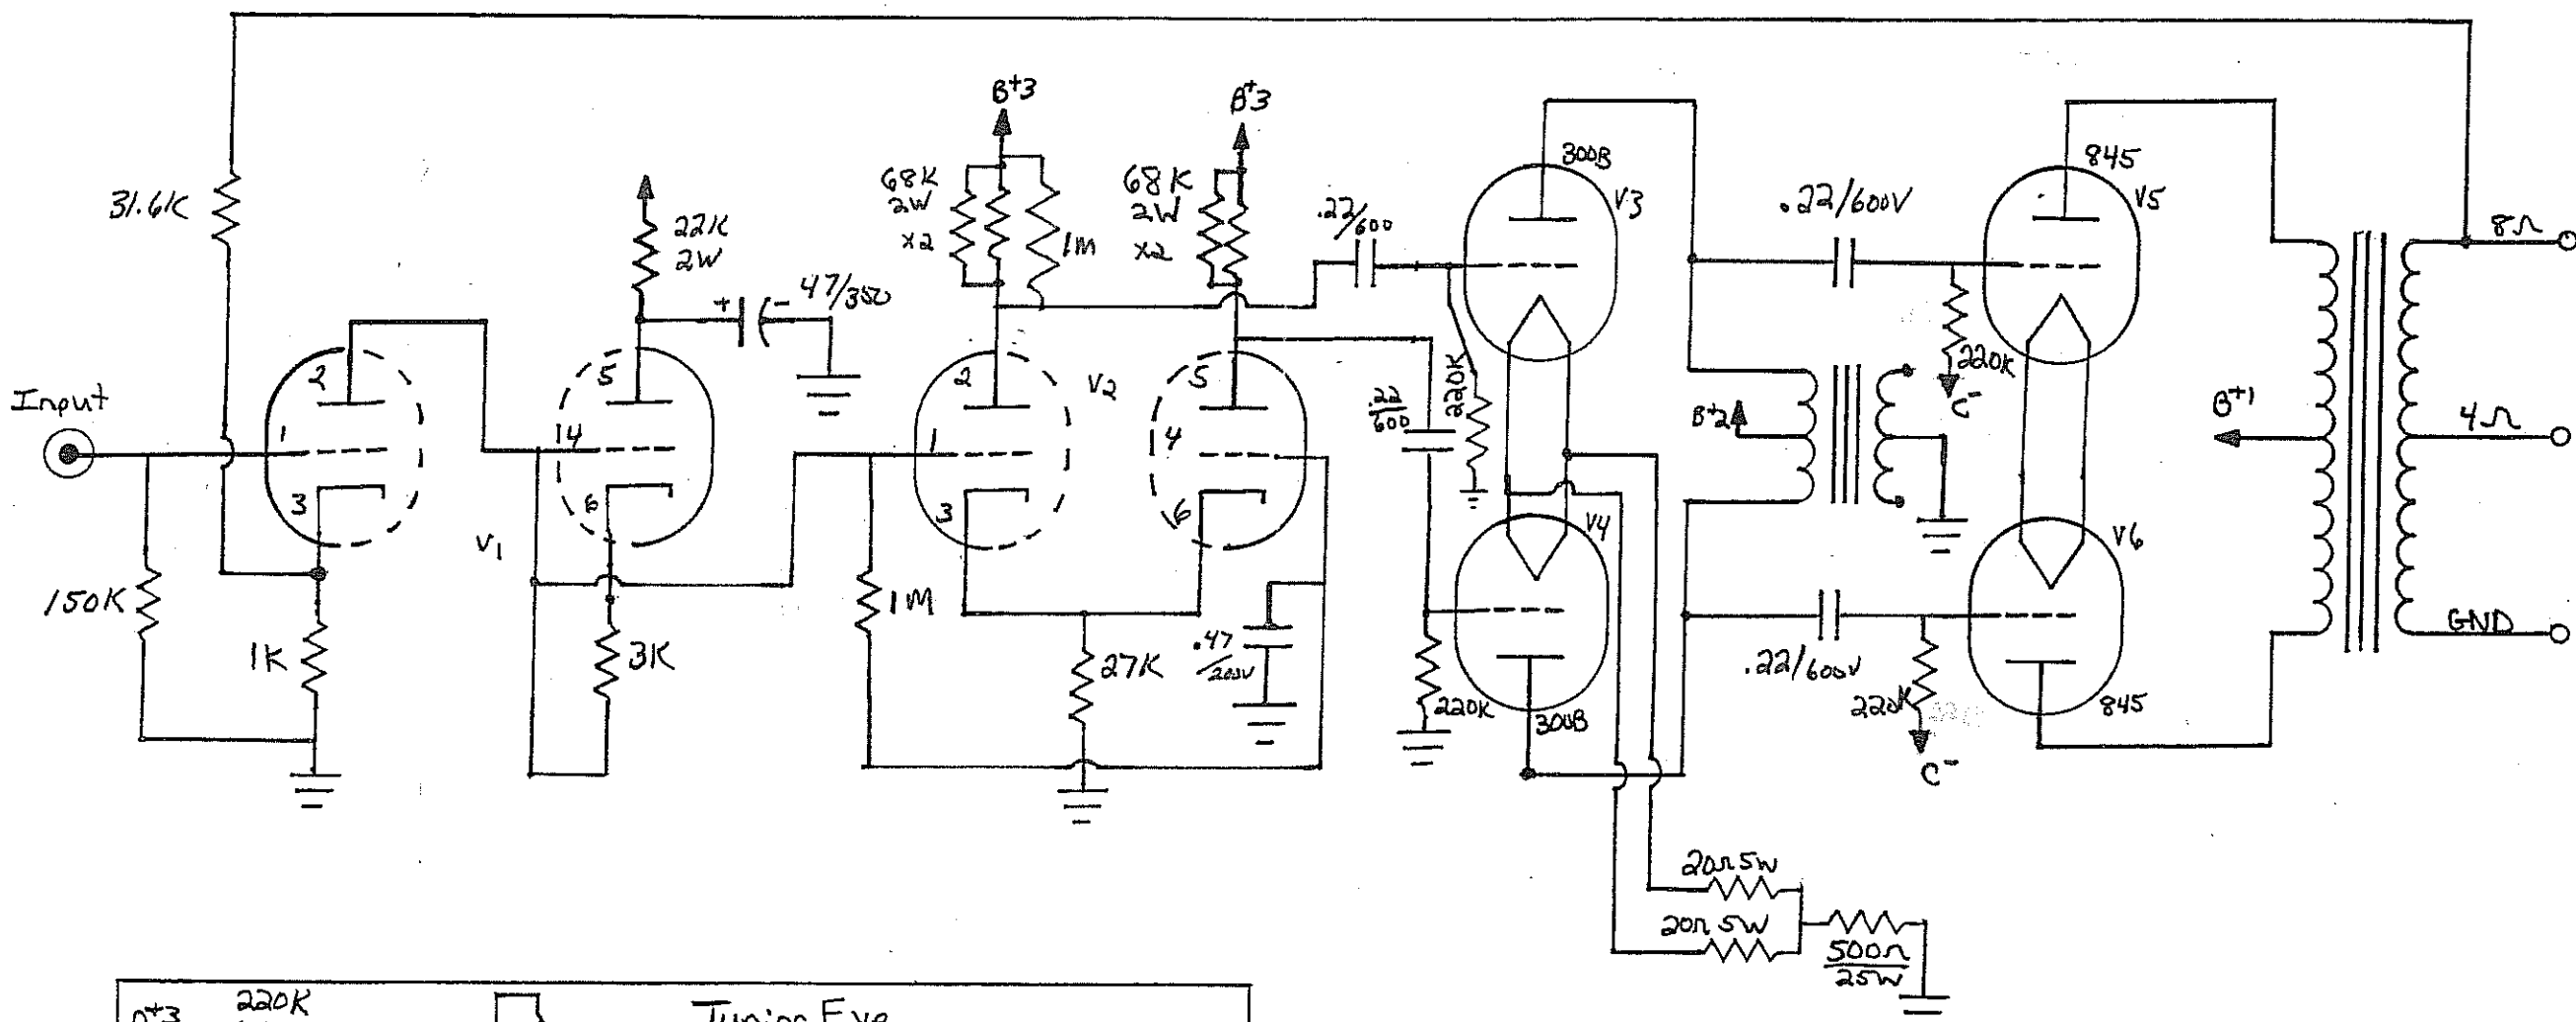 B+3
B+3
31.6K
22K
2W
68K
2W
x2
1M
68K
2W
x2
.22/600
300B
V3
.22/600V
845
V5
8Ω
47/350
+
-
Input
2
1
3
V1
5
4
6
2
1
3
V2
5
4
6
.22
600
220K
B+2
220K
C-
B+1
4Ω
150K
1K
3K
1M
27K
.47
/200V
220K
V4
300B
.22/600V
220K
C-
V6
845
GND
20Ω 5W
20Ω 5W
500Ω
25W
220K
B+3
Tuning Eye